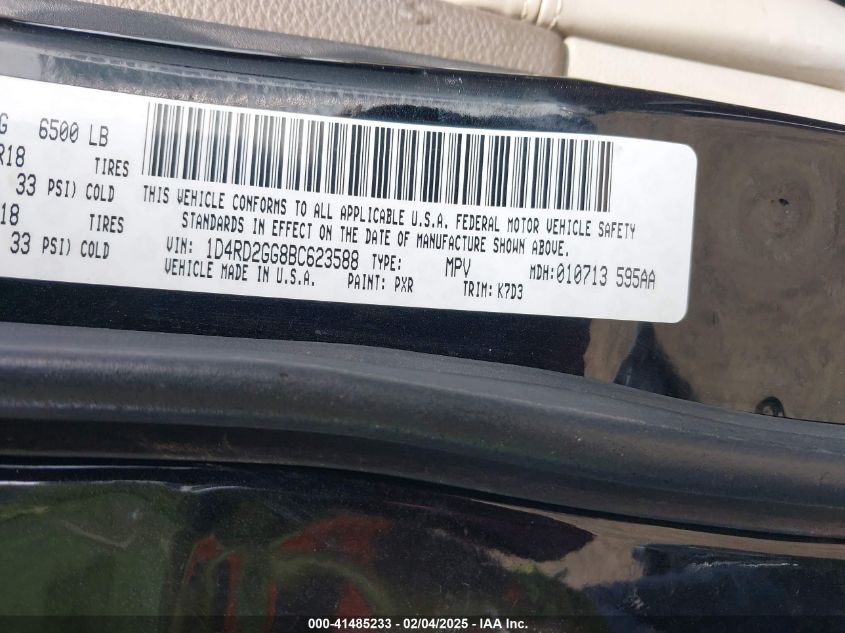 G 6500 LB
R18 TIRES
33 PSI) COLD
18 TIRES
33 PSI) COLD
THIS VEHICLE CONFORMS TO ALL APPLICABLE U.S.A. FEDERAL MOTOR VEHICLE SAFETY
STANDARDS IN EFFECT ON THE DATE OF MANUFACTURE SHOWN ABOVE.
VIN: 1D4RD2GG8BC623588 TYPE: MPV MDH:010713 595AA
VEHICLE MADE IN U.S.A. PAINT: PXR TRIM: K7D3
000-41485233 - 02/04/2025 - IAA Inc.